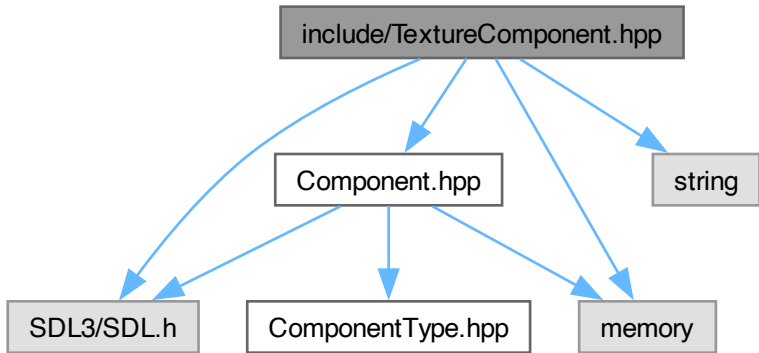 include/TextureComponent.hpp
Component.hpp
string
SDL3/SDL.h
ComponentType.hpp
memory